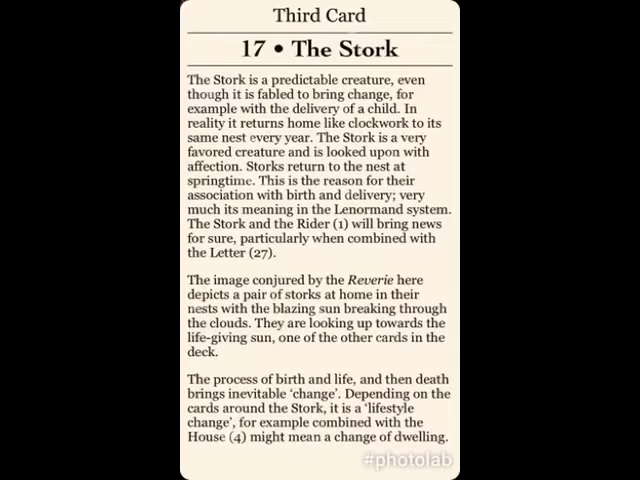 Third Card
17 • The Stork
The Stork is a predictable creature, even
though it is fabled to bring change, for
example with the delivery of a child. In
reality it returns home like clockwork to its
same nest every year. The Stork is a very
favored creature and is looked upon with
affection. Storks return to the nest at
springtime. This is the reason for their
association with birth and delivery; very
much its meaning in the Lenormand system.
The Stork and the Rider (1) will bring news
for sure, particularly when combined with
the Letter (27).
The image conjured by the Reverie here
depicts a pair of storks at home in their
nests with the blazing sun breaking through
the clouds. They are looking up towards the
life-giving sun, one of the other cards in the
deck.
The process of birth and life, and then death
brings inevitable ‘change’. Depending on the
cards around the Stork, it is a ‘lifestyle
change’, for example combined with the
House (4) might mean a change of dwelling.
#photolab